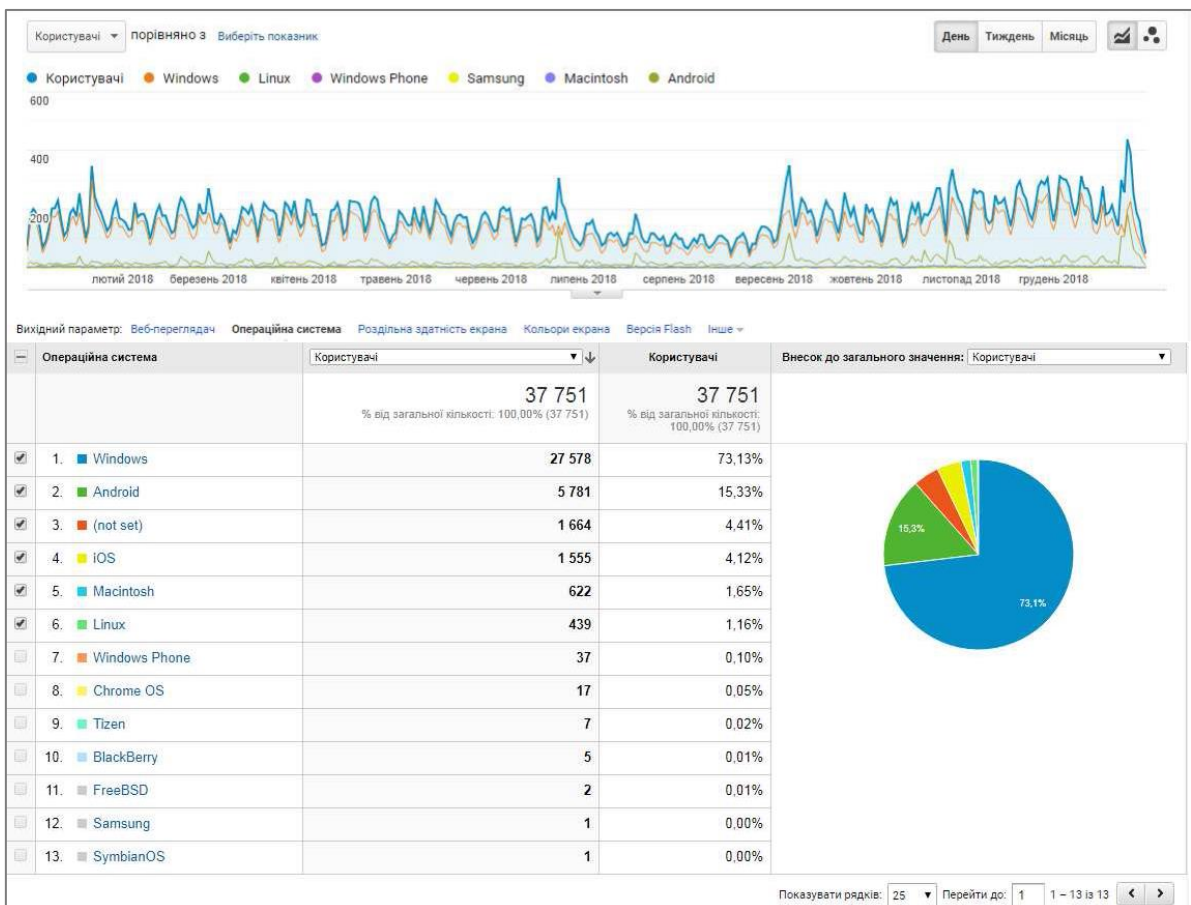 Користувачі порівняно з Виберіть показник День Тиждень Місяць
Користувачі Windows Linux Windows Phone Samsung Macintosh Android
600
400
200
лютий 2018 березень 2018 квітень 2018 травень 2018 червень 2018 липень 2018 серпень 2018 вересень 2018 жовтень 2018 листопад 2018 грудень 2018
Вихідний параметр: Веб-переглядач Операційна система Роздільна здатність екрана Кольори екрана Версія Flash Інше
Операційна система Користувачі Користувачі Внесок до загального значення: Користувачі
37 751 37 751
% від загальної кількості: 100,00% (37 751) % від загальної кількості:
100,00% (37 751)
1. Windows 27 578 73,13%
2. Android 5 781 15,33%
3. (not set) 1 664 4,41%
4. iOS 1 555 4,12%
5. Macintosh 622 1,65%
6. Linux 439 1,16%
7. Windows Phone 37 0,10%
8. Chrome OS 17 0,05%
9. Tizen 7 0,02%
10. BlackBerry 5 0,01%
11. FreeBSD 2 0,01%
12. Samsung 1 0,00%
13. SymbianOS 1 0,00%
15,3%
73,1%
Показувати рядків: 25 Перейти до: 1 1 – 13 із 13